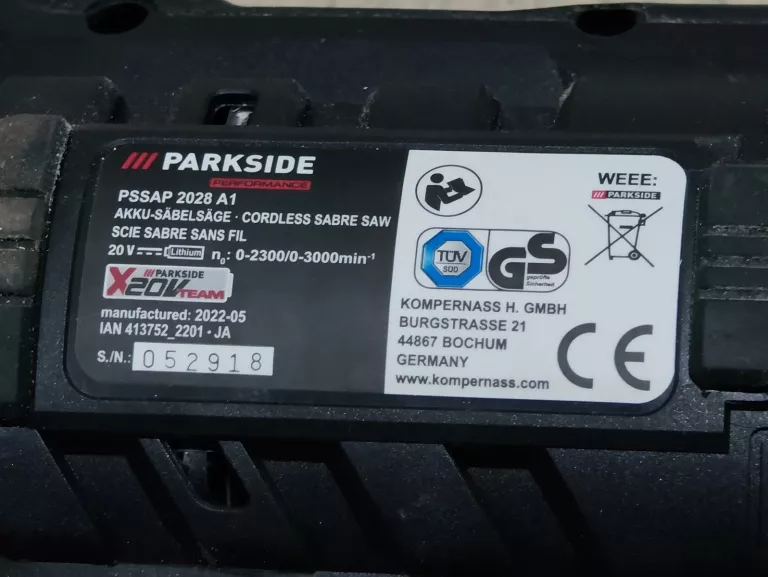 /// PARKSIDE
PERFORMANCE
PSSAP 2028 A1
AKKU-SÄBELSÄGE · CORDLESS SABRE SAW
SCIE SABRE SANS FIL
20 V Lithium n₀: 0-2300/0-3000min⁻¹
/// PARKSIDE
X20V TEAM
manufactured: 2022-05
IAN 413752_2201 · JA
S./N.: 052918
WEEE:
/// PARKSIDE
TÜV
SÜD
GS
geprüfte
Sicherheit
KOMPERNASS H. GMBH
BURGSTRASSE 21
44867 BOCHUM
GERMANY
www.kompernass.com
CE